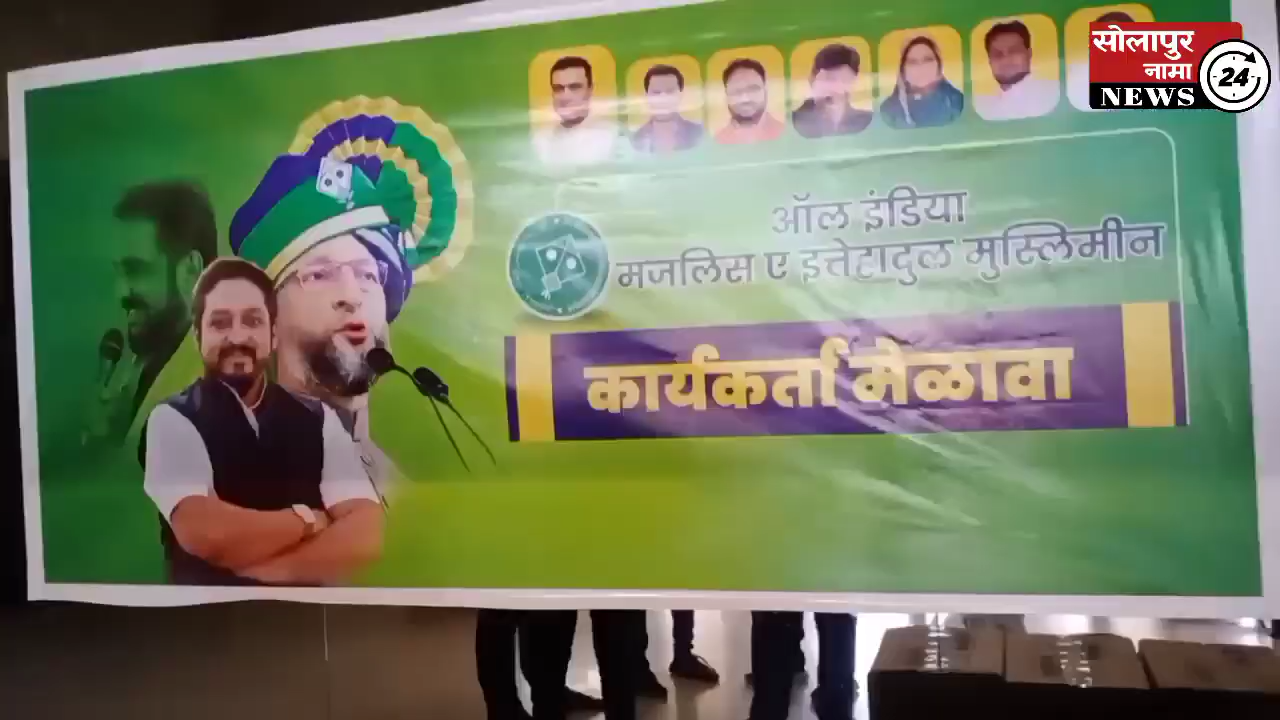 सोलापुर
नामा
NEWS
24
ऑल इंडिया
मजलिस ए इत्तेहादुल मुस्लिमीन
कार्यकर्ता मेळावा